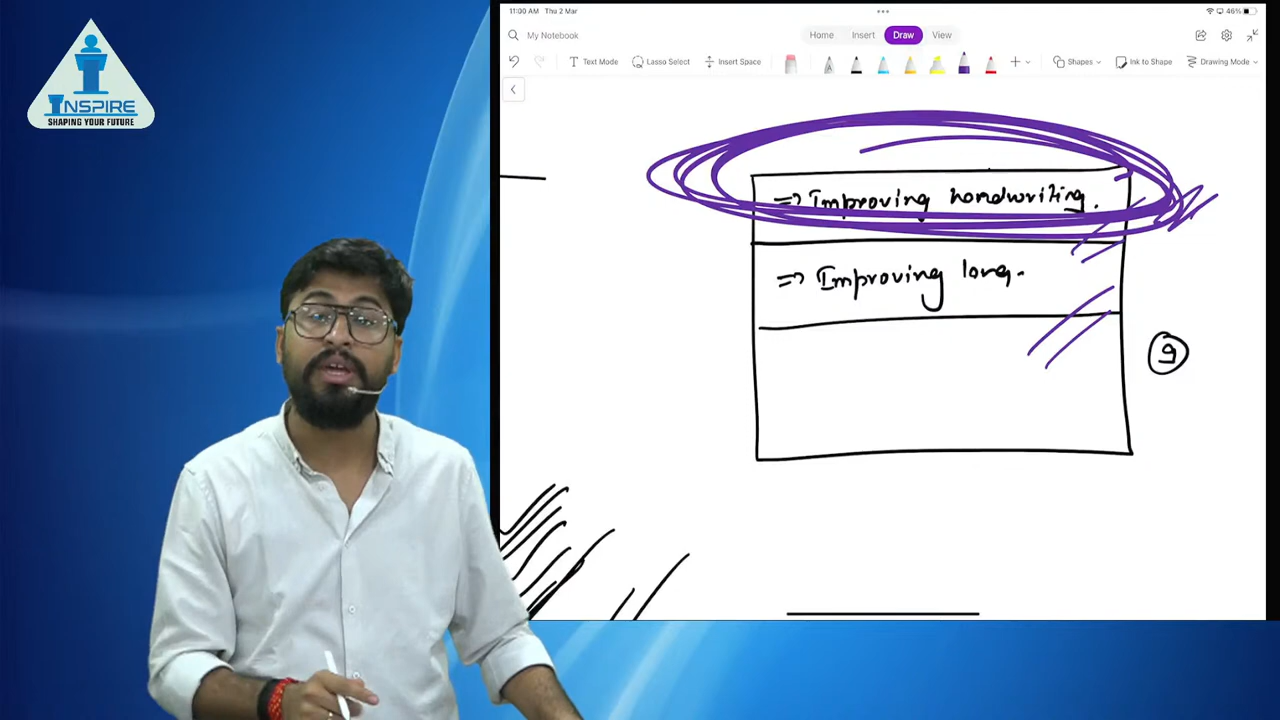 INSPIRE
SHAPING YOUR FUTURE
11:00 AM Thu 2 Mar
46%
My Notebook
Home Insert Draw View
Text Mode Lasso Select Insert Space Shapes Ink to Shape Drawing Mode
=> Improving handwriting.
=> Improving lang.
9